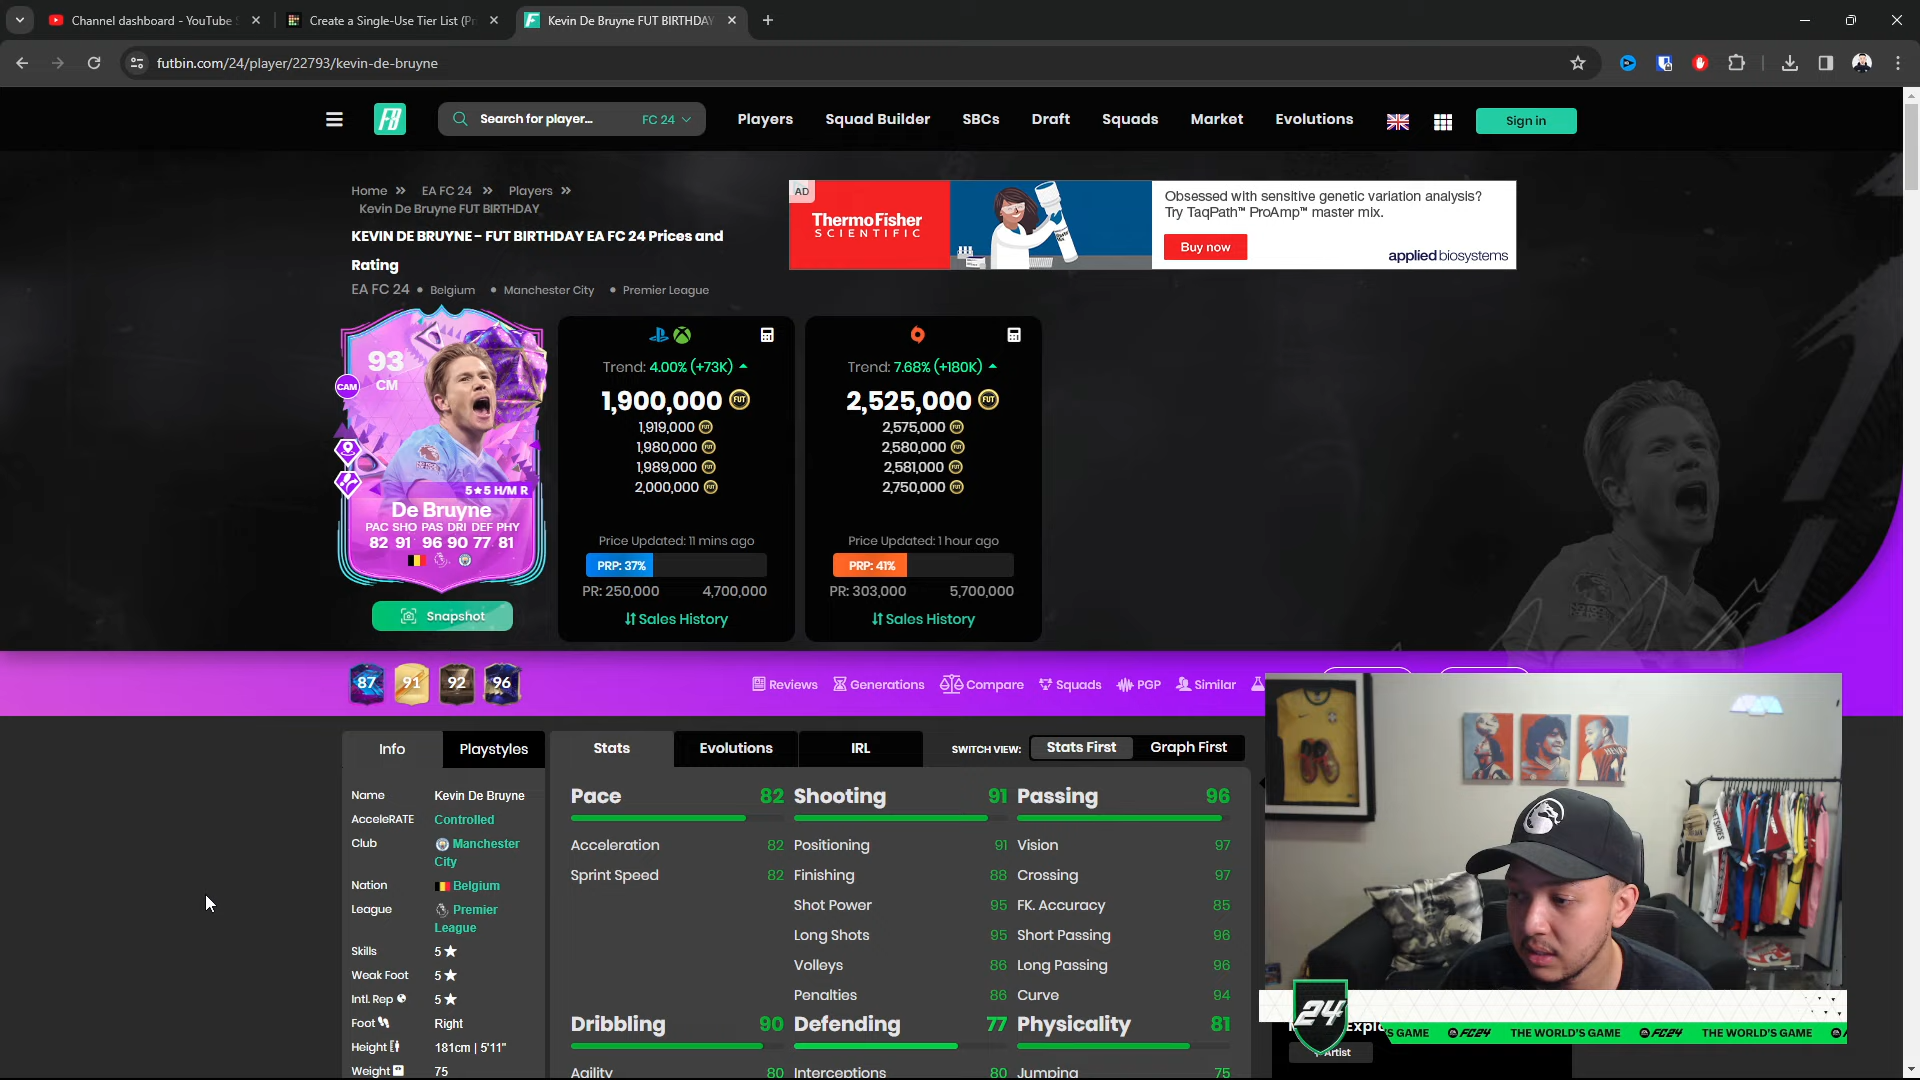 Channel dashboard - YouTube
Create a Single-Use Tier List (Pr
Kevin De Bruyne FUT BIRTHDAY
futbin.com/24/player/22793/kevin-de-bruyne
FB
Search for player...
FC 24
Players
Squad Builder
SBCs
Draft
Squads
Market
Evolutions
Sign in
Home » EA FC 24 » Players »
Kevin De Bruyne FUT BIRTHDAY
KEVIN DE BRUYNE - FUT BIRTHDAY EA FC 24 Prices and
Rating
EA FC 24 • Belgium • Manchester City • Premier League
AD
ThermoFisher
SCIENTIFIC
Obsessed with sensitive genetic variation analysis?
Try TaqPath™ ProAmp™ master mix.
Buy now
applied biosystems
93
CM
CAM
5★5 H/M R
De Bruyne
PAC SHO PAS DRI DEF PHY
82 91 96 90 77 81
Snapshot
Trend: 4.00% (+73K)
1,900,000
1,919,000
1,980,000
1,989,000
2,000,000
Price Updated: 11 mins ago
PRP: 37%
PR: 250,000 4,700,000
Sales History
Trend: 7.68% (+180K)
2,525,000
2,575,000
2,580,000
2,581,000
2,750,000
Price Updated: 1 hour ago
PRP: 41%
PR: 303,000 5,700,000
Sales History
87 91 92 96
Reviews Generations Compare Squads PGP Similar
Info Playstyles
Name Kevin De Bruyne
AcceleRATE Controlled
Club Manchester
City
Nation Belgium
League Premier
League
Skills 5★
Weak Foot 5★
Intl. Rep 5★
Foot Right
Height 181cm | 5'11"
Weight 75
Stats Evolutions IRL SWITCH VIEW: Stats First Graph First
Pace 82 Shooting 91 Passing 96
Acceleration 82 Positioning 91 Vision 97
Sprint Speed 82 Finishing 88 Crossing 97
Shot Power 95 FK. Accuracy 85
Long Shots 95 Short Passing 96
Volleys 86 Long Passing 96
Penalties 86 Curve 94
Dribbling 90 Defending 77 Physicality 81
Agility 80 Interceptions 80 Jumping 75
HENRY
24
Explo
Artist
'S GAME FC24 THE WORLD'S GAME FC24 THE WORLD'S GAME